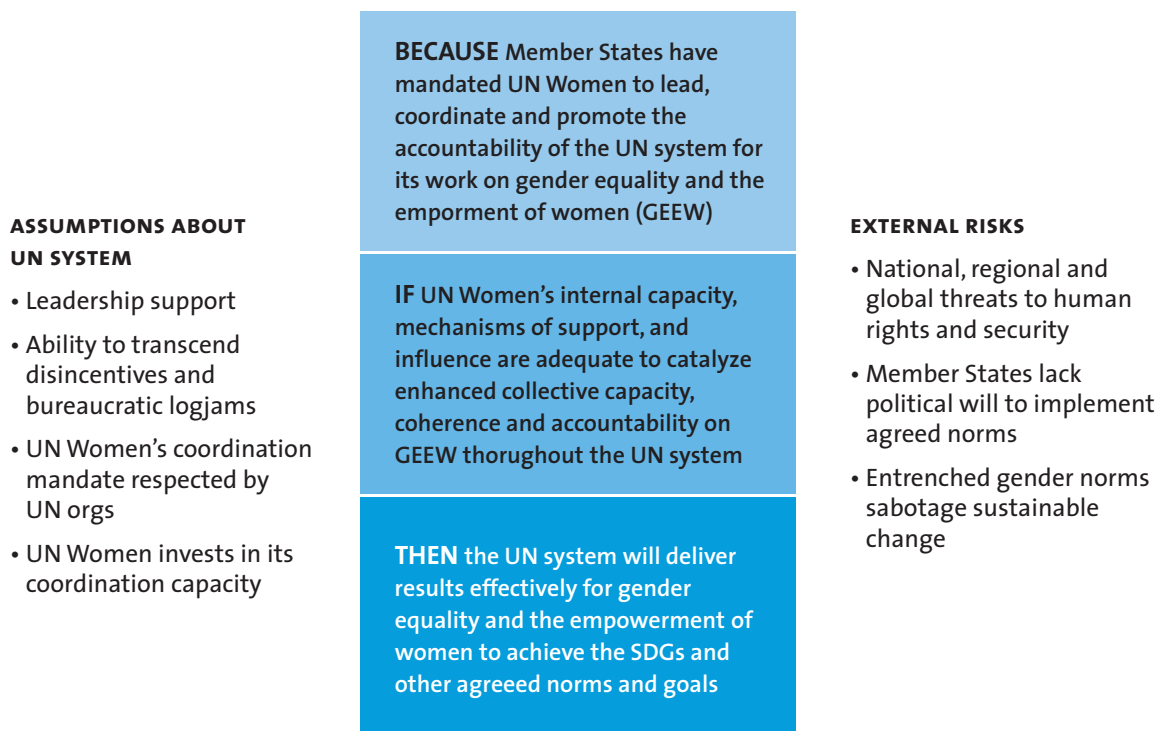 BECAUSE Member States have
mandated UN Women to lead,
coordinate and promote the
accountability of the UN system for
its work on gender equality and the
emporment of women (GEEW)
ASSUMPTIONS ABOUT
UN SYSTEM
• Leadership support
• Ability to transcend
disincentives and
bureaucratic logjams
• UN Women’s coordination
mandate respected by
UN orgs
• UN Women invests in its
coordination capacity
IF UN Women’s internal capacity,
mechanisms of support, and
influence are adequate to catalyze
enhanced collective capacity,
coherence and accountability on
GEEW thorughout the UN system
THEN the UN system will deliver
results effectively for gender
equality and the empowerment of
women to achieve the SDGs and
other agreeed norms and goals
EXTERNAL RISKS
• National, regional and
global threats to human
rights and security
• Member States lack
political will to implement
agreed norms
• Entrenched gender norms
sabotage sustainable
change